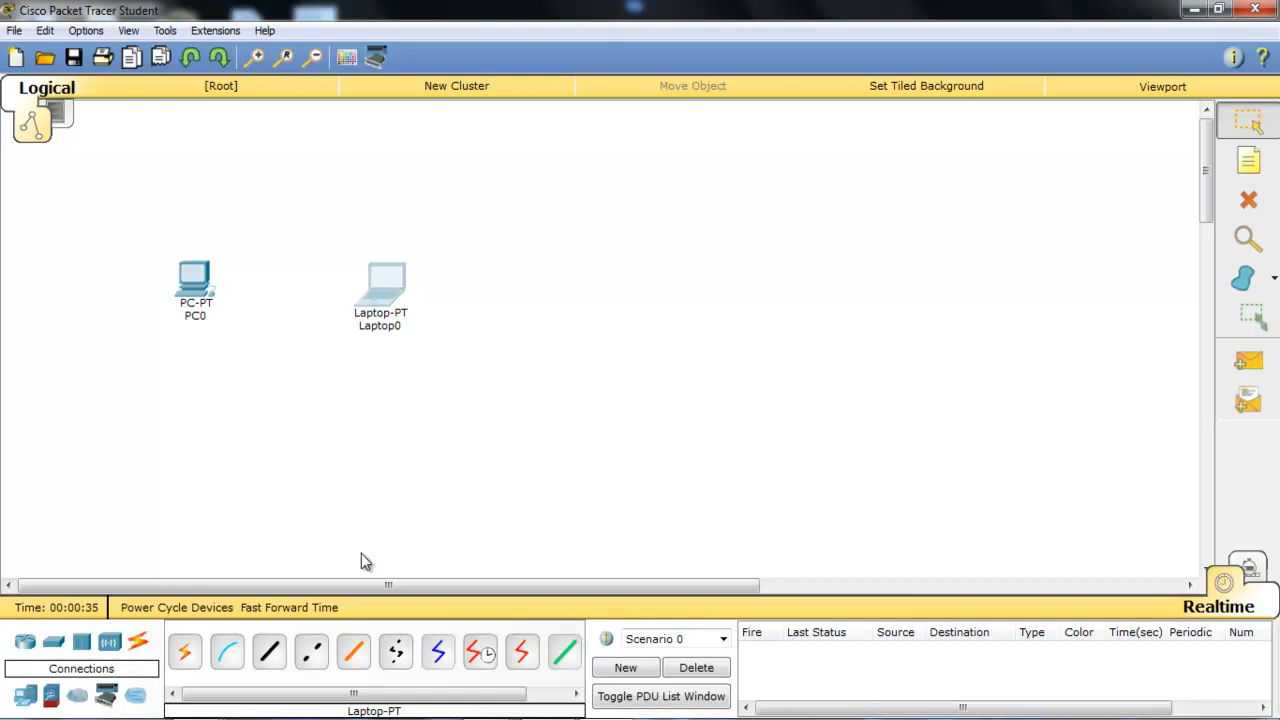 Cisco Packet Tracer Student
File Edit Options View Tools Extensions Help
Logical [Root] New Cluster Move Object Set Tiled Background Viewport
PC-PT
PC0
Laptop-PT
Laptop0
Time: 00:00:35 Power Cycle Devices Fast Forward Time Realtime
Connections
Laptop-PT
Scenario 0
New Delete
Toggle PDU List Window
Fire Last Status Source Destination Type Color Time(sec) Periodic Num